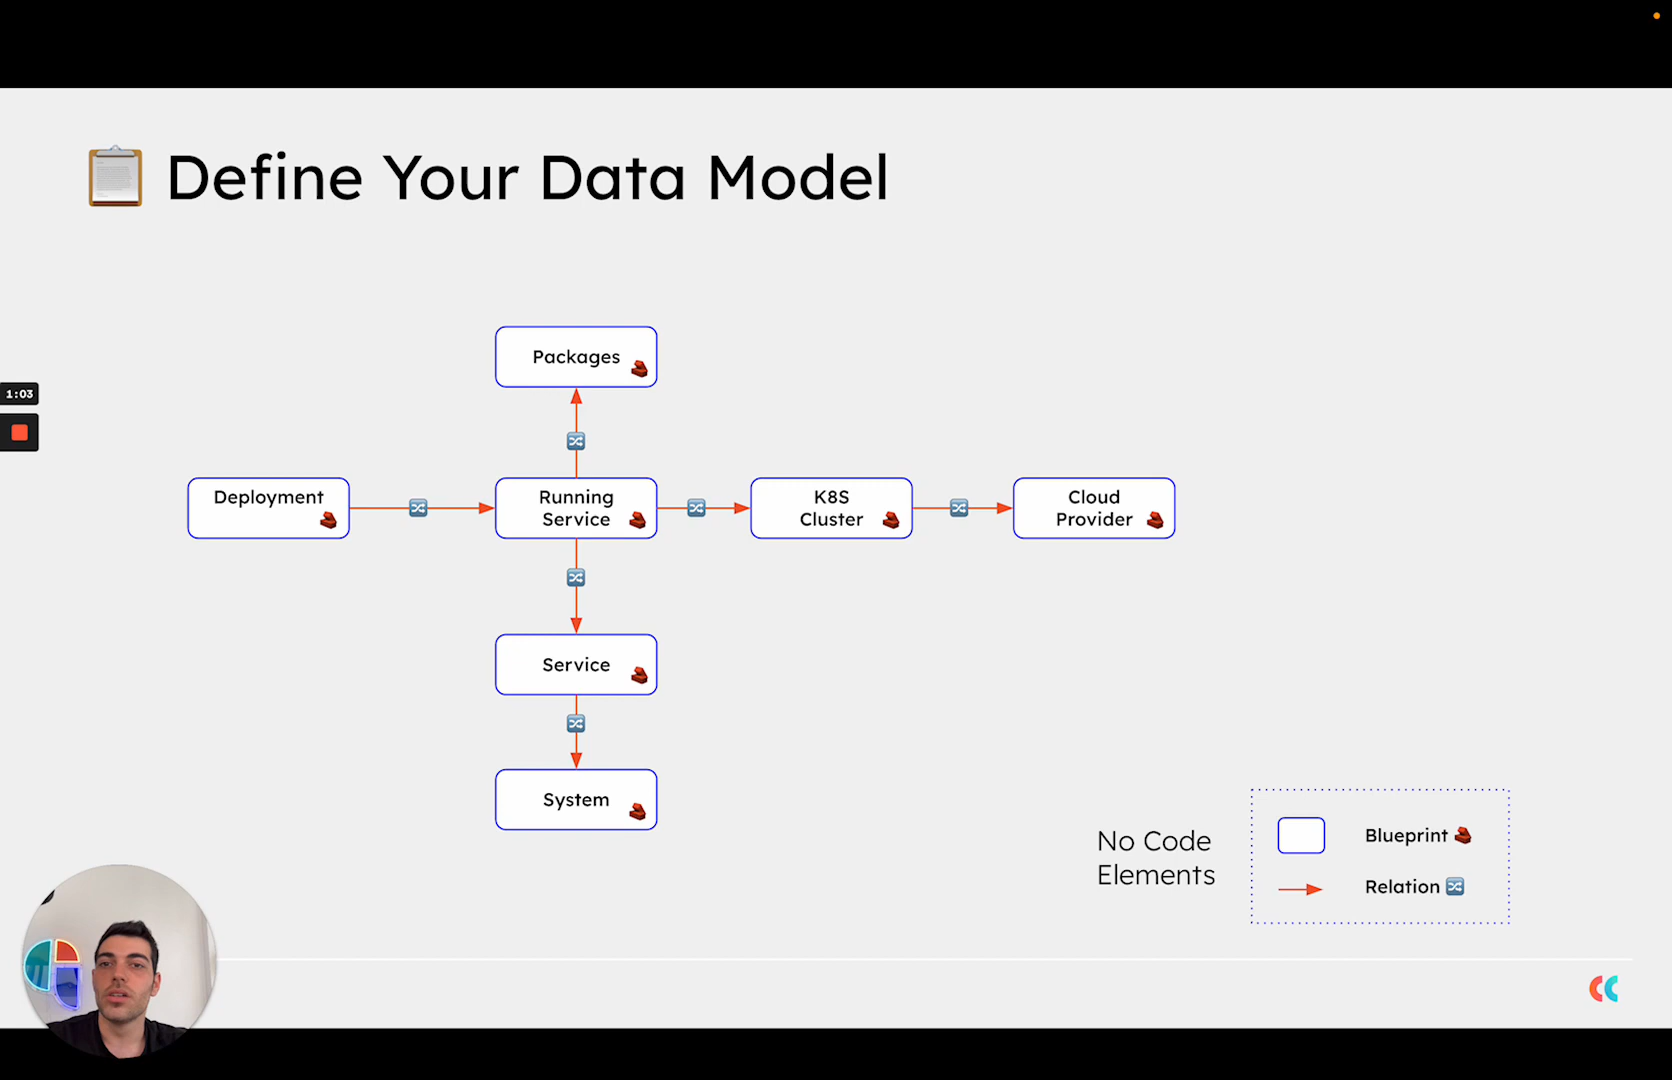 Define Your Data Model
1:03
Packages
Deployment
Running
Service
K8S
Cluster
Cloud
Provider
Service
System
No Code
Elements
Blueprint
Relation